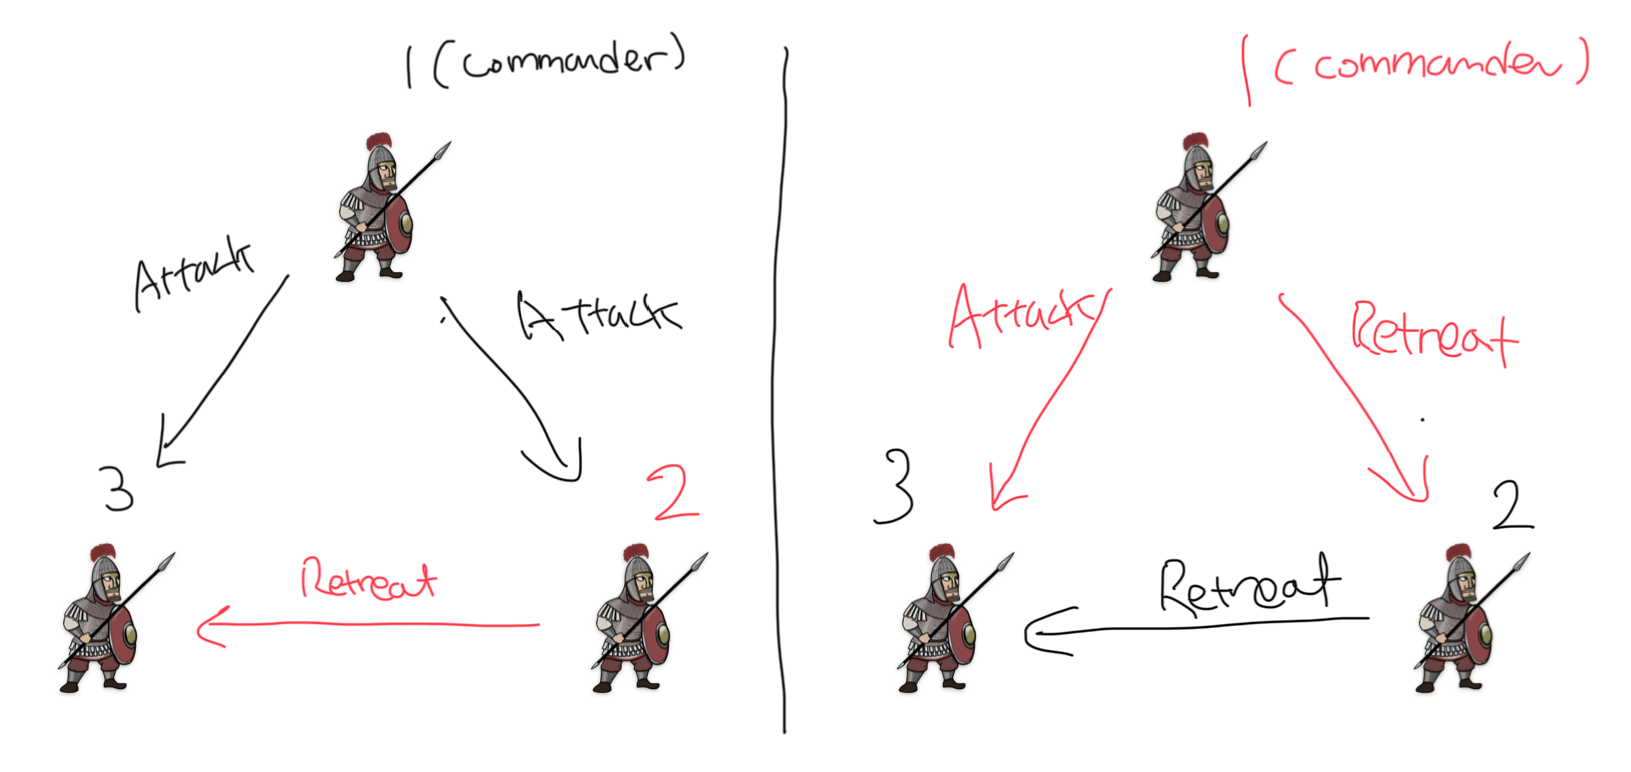 1 (commander)
Attack
Attack
3
2
Retreat
1 (commander)
Attack
Retreat
3
2
Retreat